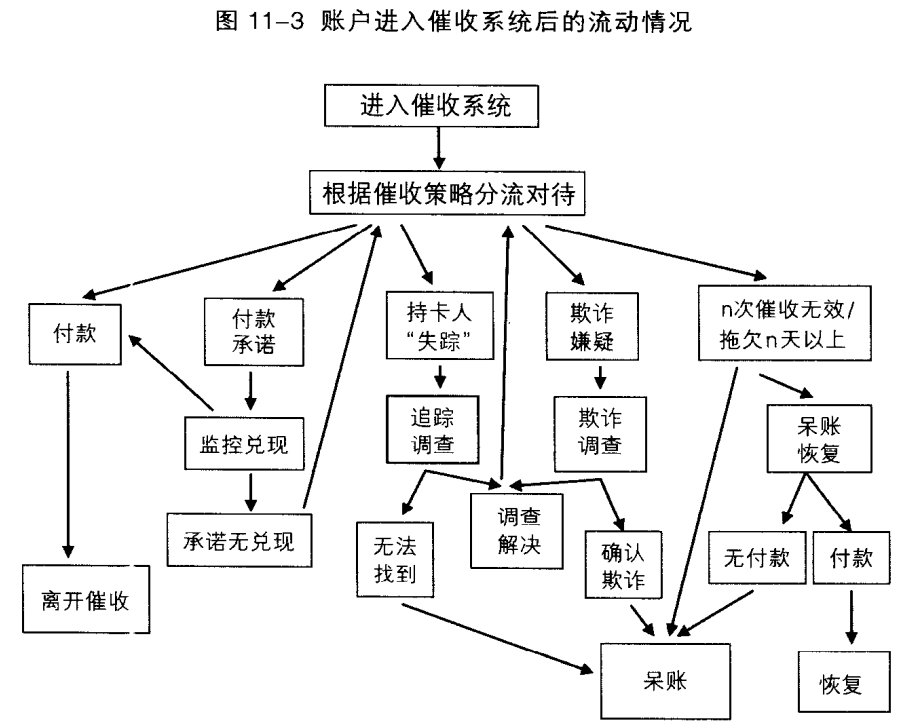 图 11-3 账户进入催收系统后的流动情况
进入催收系统
根据催收策略分流对待
付款
付款
承诺
持卡人
“失踪”
欺诈
嫌疑
n次催收无效/
拖欠n天以上
监控兑现
追踪
调查
欺诈
调查
呆账
恢复
承诺无兑现
无法
找到
调查
解决
确认
欺诈
无付款
付款
离开催收
呆账
恢复